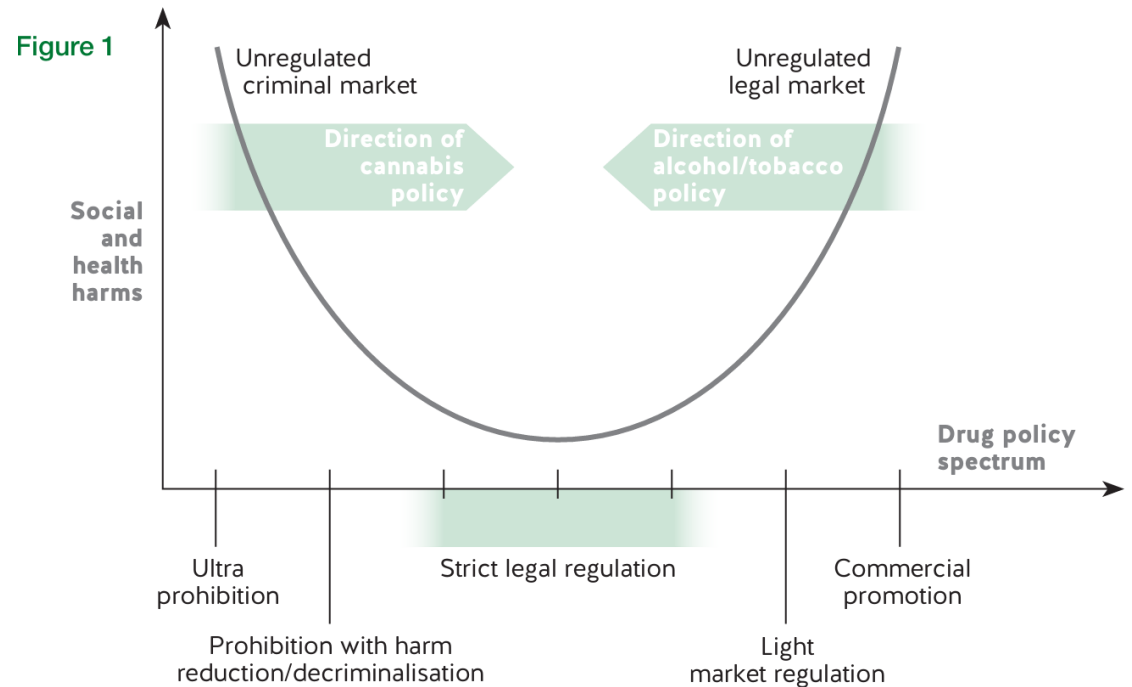 Figure 1
Unregulated
criminal market
Unregulated
legal market
Direction of
cannabis
policy
Direction of
alcohol/tobacco
policy
Social
and
health
harms
Drug policy
spectrum
Ultra
prohibition
Strict legal regulation
Commercial
promotion
Prohibition with harm
reduction/decriminalisation
Light
market regulation